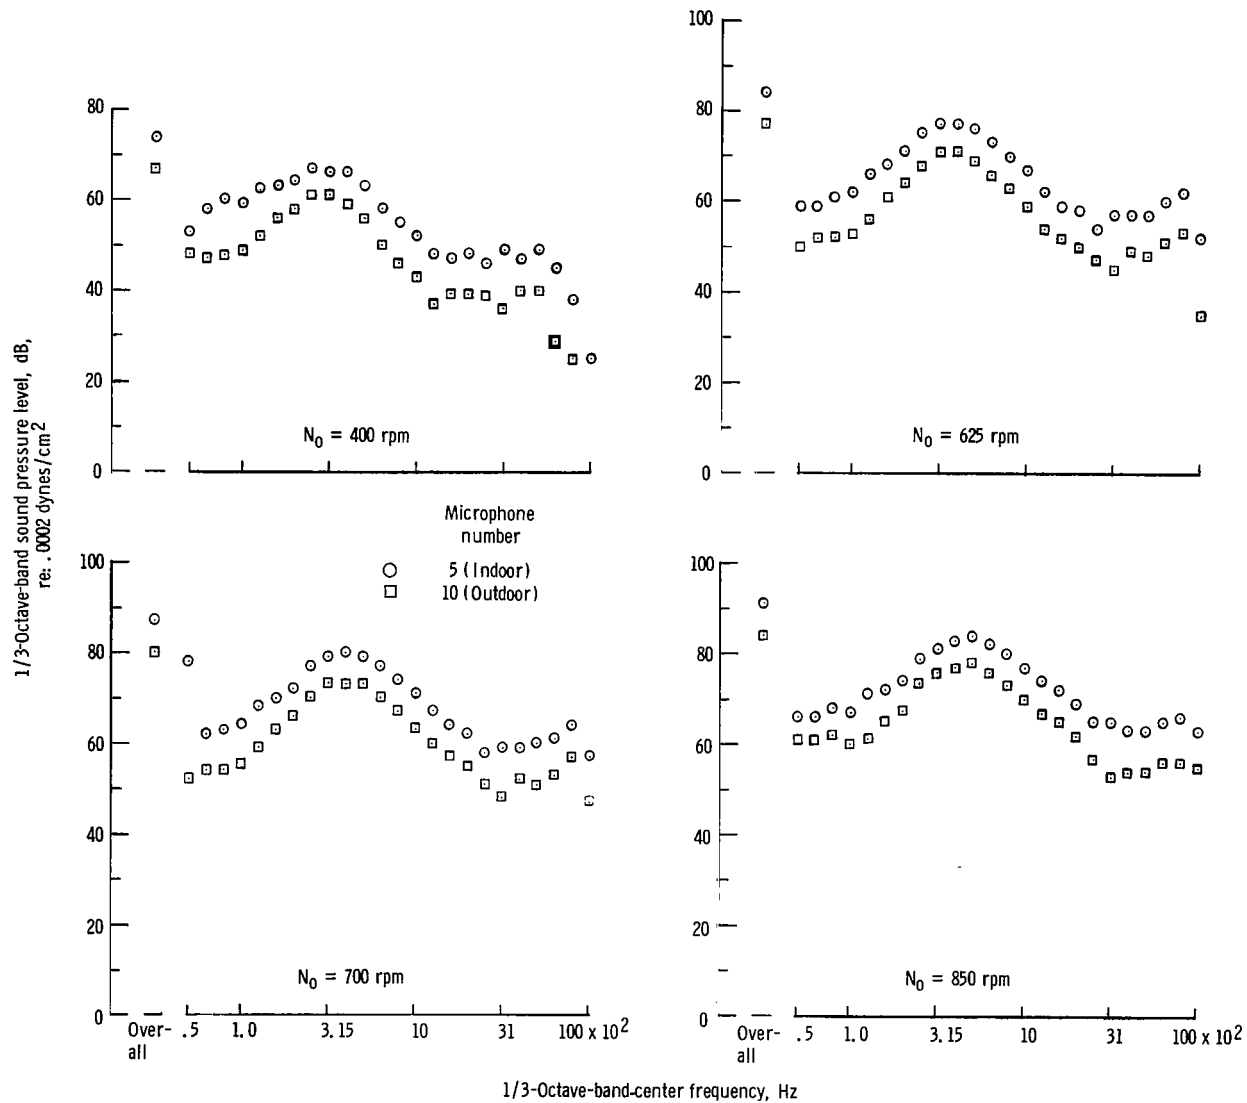 1/3-Octave-band sound pressure level, dB,
re: .0002 dynes/cm²
80
60
40
20
0
N₀ = 400 rpm
100
80
60
40
20
0
N₀ = 625 rpm
Microphone
number
5 (Indoor)
10 (Outdoor)
100
80
60
40
20
0
N₀ = 700 rpm
Over-
all
.5 1.0 3.15 10 31 100 x 10²
100
80
60
40
20
0
N₀ = 850 rpm
Over-
all
.5 1.0 3.15 10 31 100 x 10²
1/3-Octave-band-center frequency, Hz